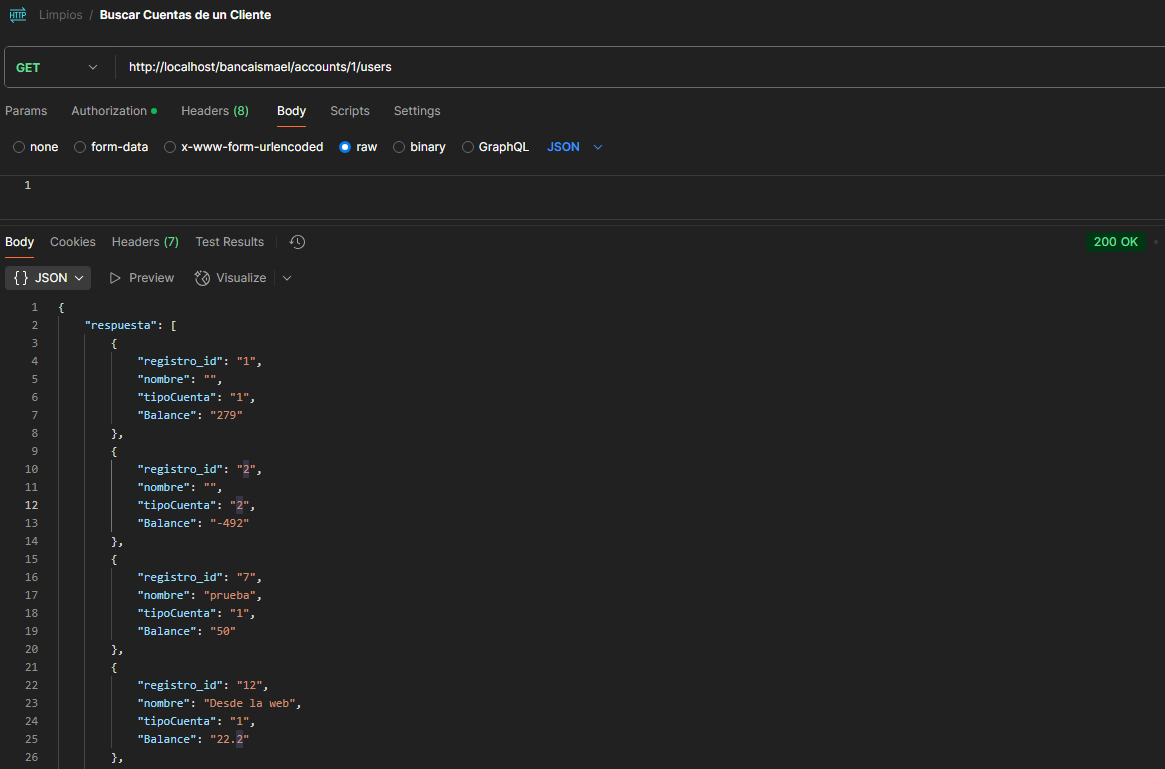 HTTP Limpios / Buscar Cuentas de un Cliente
GET http://localhost/bancaismael/accounts/1/users
Params Authorization Headers (8) Body Scripts Settings
none form-data x-www-form-urlencoded raw binary GraphQL JSON
1
Body Cookies Headers (7) Test Results 200 OK
{} JSON Preview Visualize
1 {
2 "respuesta": [
3 {
4 "registro_id": "1",
5 "nombre": "",
6 "tipoCuenta": "1",
7 "Balance": "279"
8 },
9 {
10 "registro_id": "2",
11 "nombre": "",
12 "tipoCuenta": "2",
13 "Balance": "-492"
14 },
15 {
16 "registro_id": "7",
17 "nombre": "prueba",
18 "tipoCuenta": "1",
19 "Balance": "50"
20 },
21 {
22 "registro_id": "12",
23 "nombre": "Desde la web",
24 "tipoCuenta": "1",
25 "Balance": "22.2"
26 },